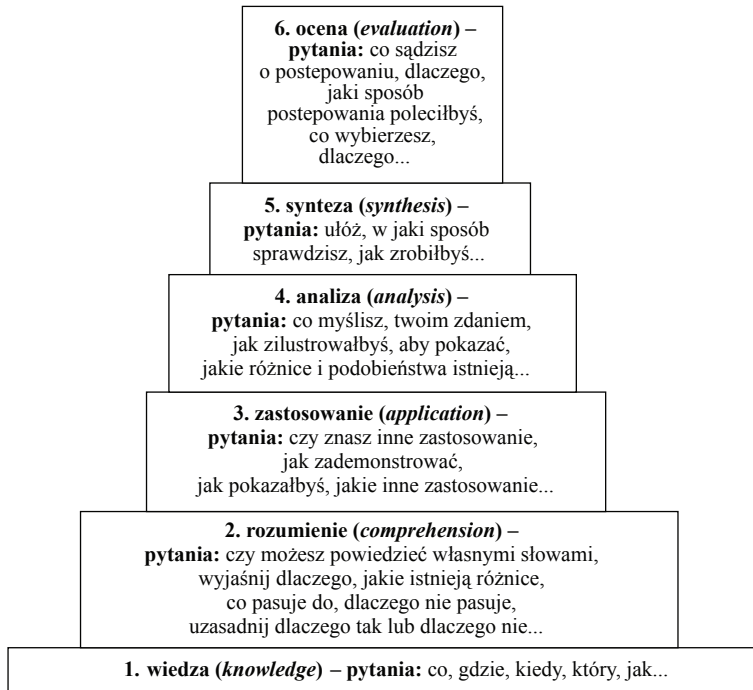 6. ocena (evaluation) –
pytania: co sądzisz
o postepowaniu, dlaczego,
jaki sposób
postepowania poleciłbyś,
co wybierzesz,
dlaczego...
5. synteza (synthesis) –
pytania: ułóż, w jaki sposób
sprawdzisz, jak zrobiłbyś...
4. analiza (analysis) –
pytania: co myślisz, twoim zdaniem,
jak zilustrowałbyś, aby pokazać,
jakie różnice i podobieństwa istnieją...
3. zastosowanie (application) –
pytania: czy znasz inne zastosowanie,
jak zademonstrować,
jak pokazałbyś, jakie inne zastosowanie...
2. rozumienie (comprehension) –
pytania: czy możesz powiedzieć własnymi słowami,
wyjaśnij dlaczego, jakie istnieją różnice,
co pasuje do, dlaczego nie pasuje,
uzasadnij dlaczego tak lub dlaczego nie...
1. wiedza (knowledge) – pytania: co, gdzie, kiedy, który, jak...